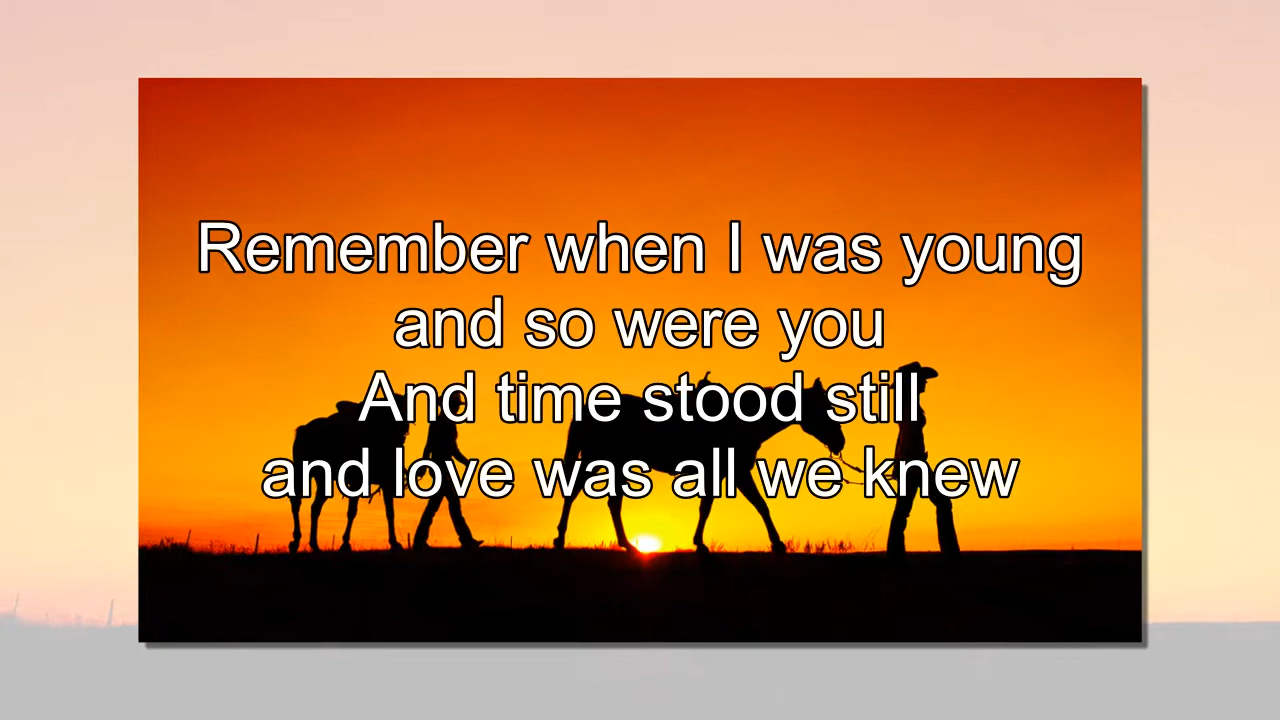 Remember when I was young
and so were you
And time stood still
and love was all we knew